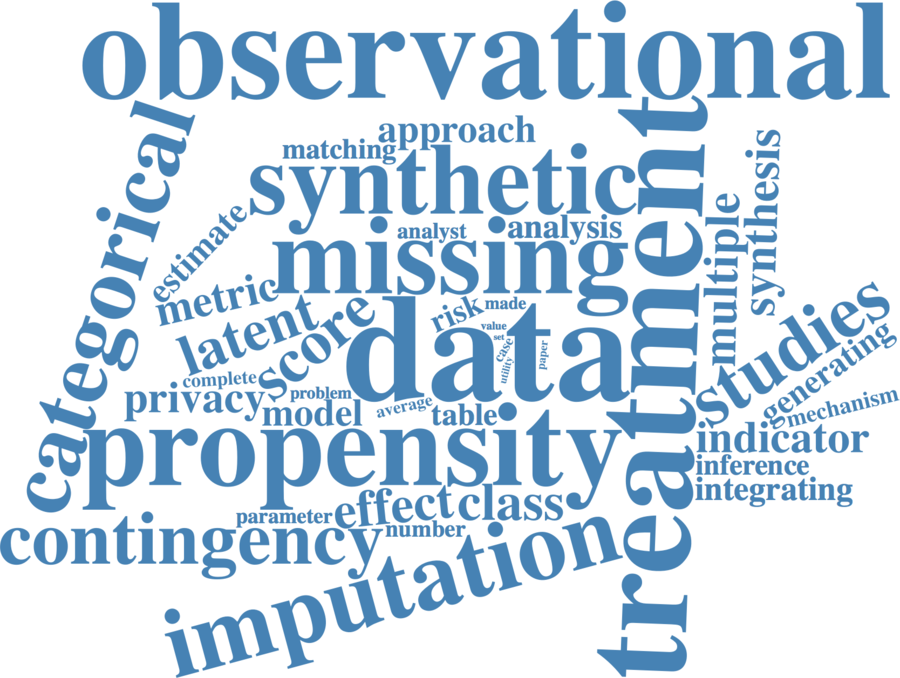 observational
categorical
approach
matching
synthetic
treatment
synthesis
multiple
estimate
analyst
analysis
missing
metric
latent
score
risk
made
value
set
data
case
utility
paper
studies
generating
mechanism
complete
privacy
problem
model
average
table
propensity
indicator
inference
integrating
parameter
effect
class
number
contingency
imputation